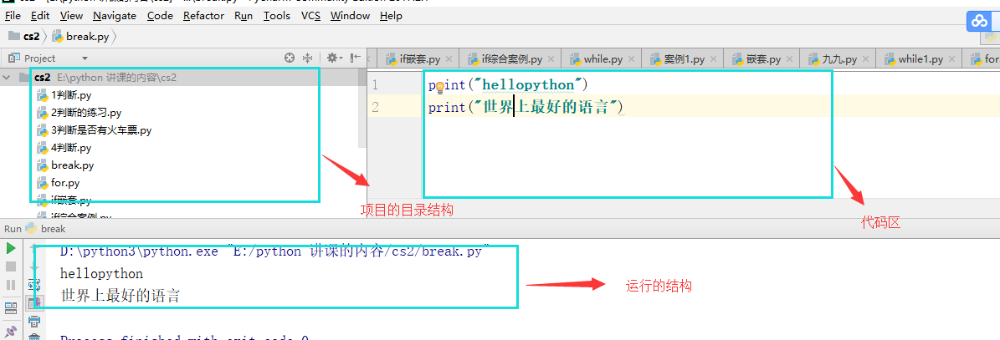 File Edit View Navigate Code Refactor Run Tools VCS Window Help
cs2 break.py
Project
if嵌套.py if综合案例.py while.py 案例1.py 嵌套.py 九九.py while1.py for
cs2 E:\python 讲课的内容\cs2
1判断.py
2判断的练习.py
3判断是否有火车票.py
4判断.py
break.py
for.py
if嵌套.py
if综合案例.py
1 print("hellopython")
2 print("世界上最好的语言")
项目的目录结构
代码区
Run break
D:\python3\python.exe "E:/python 讲课的内容/cs2/break.py"
hellopython
世界上最好的语言
运行的结构
Process finished with exit code 0